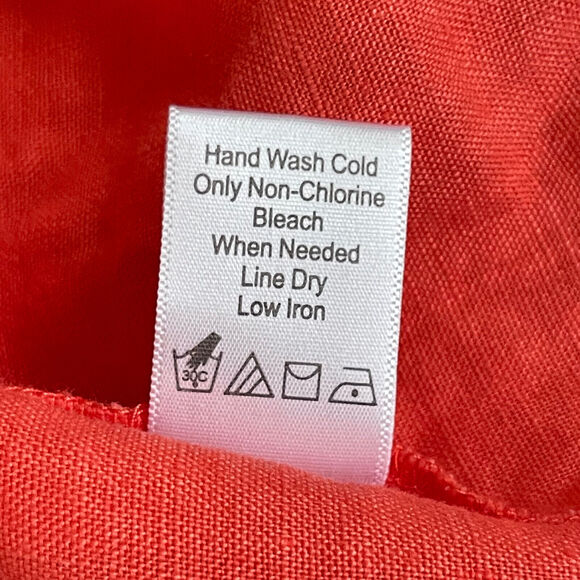 Hand Wash Cold
Only Non-Chlorine
Bleach
When Needed
Line Dry
Low Iron
30C